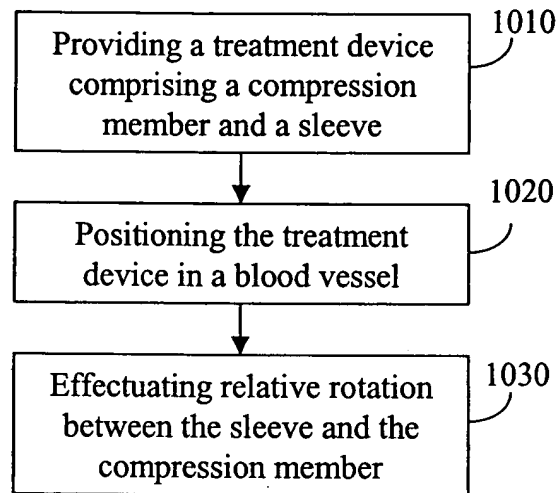 Providing a treatment device
comprising a compression
member and a sleeve
1010
Positioning the treatment
device in a blood vessel
1020
Effectuating relative rotation
between the sleeve and the
compression member
1030